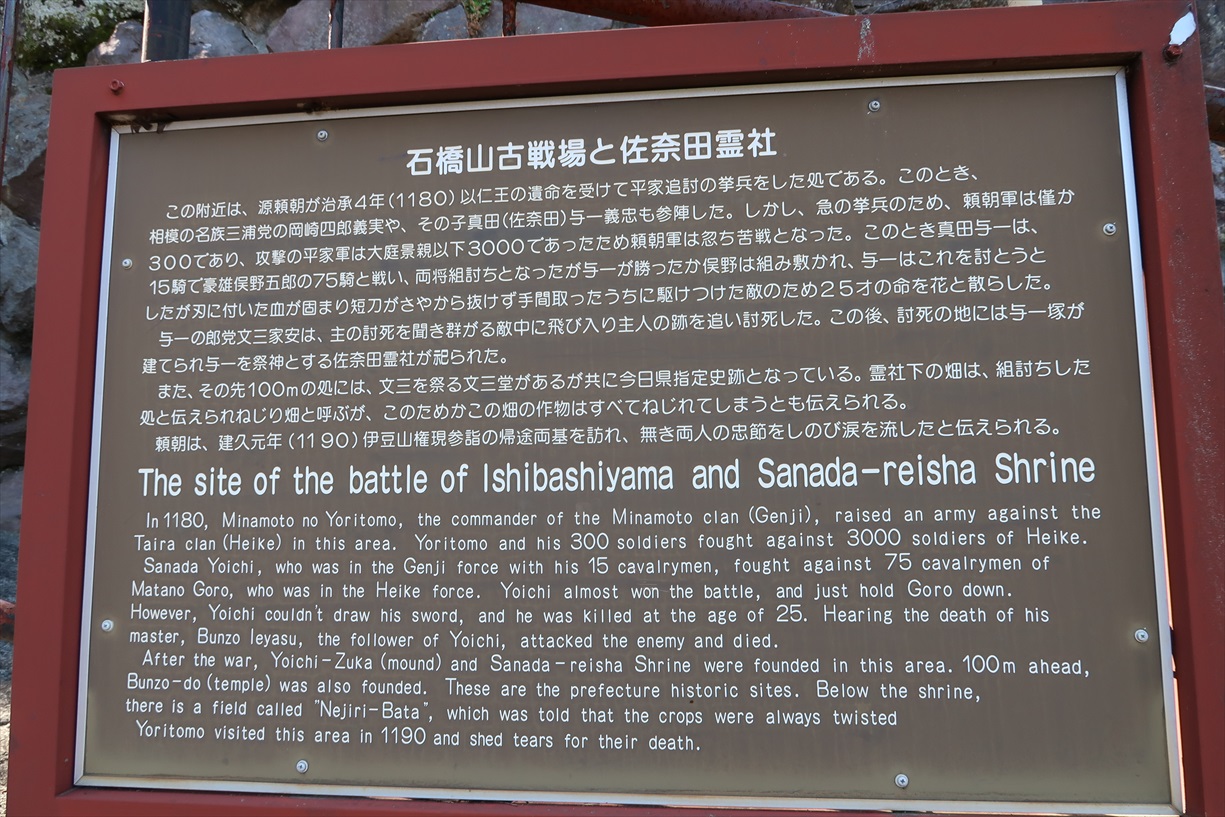 石橋山古戦場と佐奈田霊社
この附近は、源頼朝が治承4年(1180)以仁王の遺命を受けて平家追討の挙兵をした処である。このとき、
相模の名族三浦党の岡崎四郎義実や、その子真田(佐奈田)与一義忠も参陣した。しかし、急の挙兵のため、頼朝軍は僅か
300であり、攻撃の平家軍は大庭景親以下3000であったため頼朝軍は忽ち苦戦となった。このとき真田与一は、
15騎で豪雄俣野五郎の75騎と戦い、両将組討ちとなったが与一が勝ったか俣野は組み敷かれ、与一はこれを討とうと
したが刃に付いた血が固まり短刀がさやから抜けず手間取ったうちに駆けつけた敵のため25才の命を花と散らした。
与一の郎党文三家安は、主の討死を聞き群がる敵中に飛び入り主人の跡を追い討死した。この後、討死の地には与一塚が
建てられ与一を祭神とする佐奈田霊社が祀られた。
また、その先100mの処には、文三を祭る文三堂があるが共に今日県指定史跡となっている。霊社下の畑は、組討ちした
処と伝えられねじり畑と呼ぶが、このためかこの畑の作物はすべてねじれてしまうとも伝えられる。
頼朝は、建久元年(1190)伊豆山権現参詣の帰途両基を訪れ、無き両人の忠節をしのび涙を流したと伝えられる。
The site of the battle of Ishibashiyama and Sanada-reisha Shrine
In 1180, Minamoto no Yoritomo, the commander of the Minamoto clan (Genji), raised an army against the
Taira clan (Heike) in this area. Yoritomo and his 300 soldiers fought against 3000 soldiers of Heike.
Sanada Yoichi, who was in the Genji force with his 15 cavalrymen, fought against 75 cavalrymen of
Matano Goro, who was in the Heike force. Yoichi almost won the battle, and just hold Goro down.
However, Yoichi couldn't draw his sword, and he was killed at the age of 25. Hearing the death of his
master, Bunzo Ieyasu, the follower of Yoichi, attacked the enemy and died.
After the war, Yoichi-Zuka (mound) and Sanada-reisha Shrine were founded in this area. 100m ahead,
Bunzo-do (temple) was also founded. These are the prefecture historic sites. Below the shrine,
there is a field called "Nejiri-Bata", which was told that the crops were always twisted
Yoritomo visited this area in 1190 and shed tears for their death.